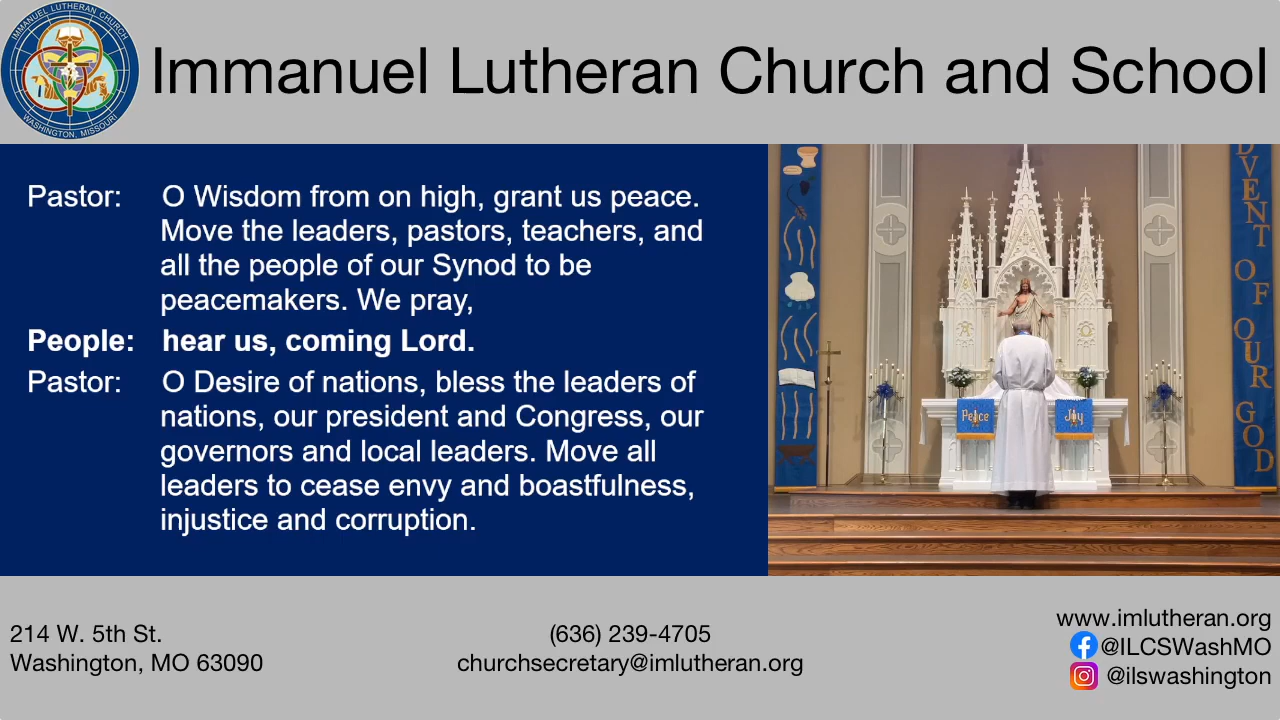 IMMANUEL LUTHERAN CHURCH
WASHINGTON, MISSOURI
Immanuel Lutheran Church and School
Pastor: O Wisdom from on high, grant us peace.
Move the leaders, pastors, teachers, and
all the people of our Synod to be
peacemakers. We pray,
People: hear us, coming Lord.
Pastor: O Desire of nations, bless the leaders of
nations, our president and Congress, our
governors and local leaders. Move all
leaders to cease envy and boastfulness,
injustice and corruption.
DVENT
OF
OUR
GOD
Peace
Joy
214 W. 5th St.
Washington, MO 63090
(636) 239-4705
churchsecretary@imlutheran.org
www.imlutheran.org
@ILCSWashMO
@ilswashington